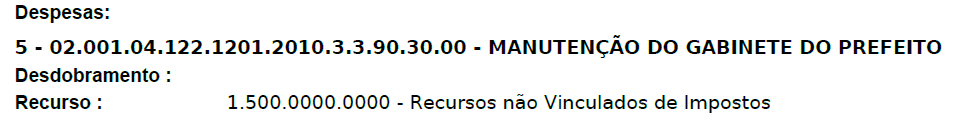 Despesas:
5 - 02.001.04.122.1201.2010.3.3.90.30.00 - MANUTENÇÃO DO GABINETE DO PREFEITO
Desdobramento :
Recurso : 1.500.0000.0000 - Recursos não Vinculados de Impostos